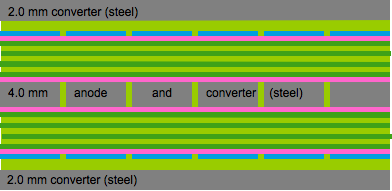 2.0 mm converter (steel)
4.0 mm anode and converter (steel)
2.0 mm converter (steel)